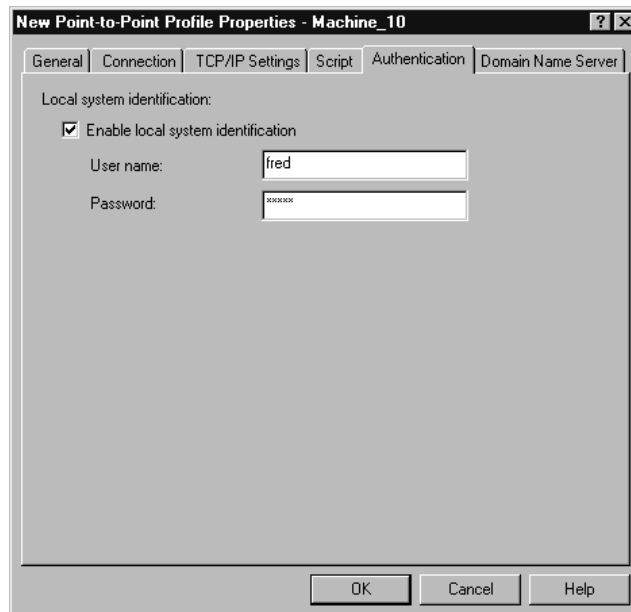 New Point-to-Point Profile Properties - Machine_10
General Connection TCP/IP Settings Script Authentication Domain Name Server
Local system identification:
Enable local system identification
User name: fred
Password: xxxxx
OK Cancel Help